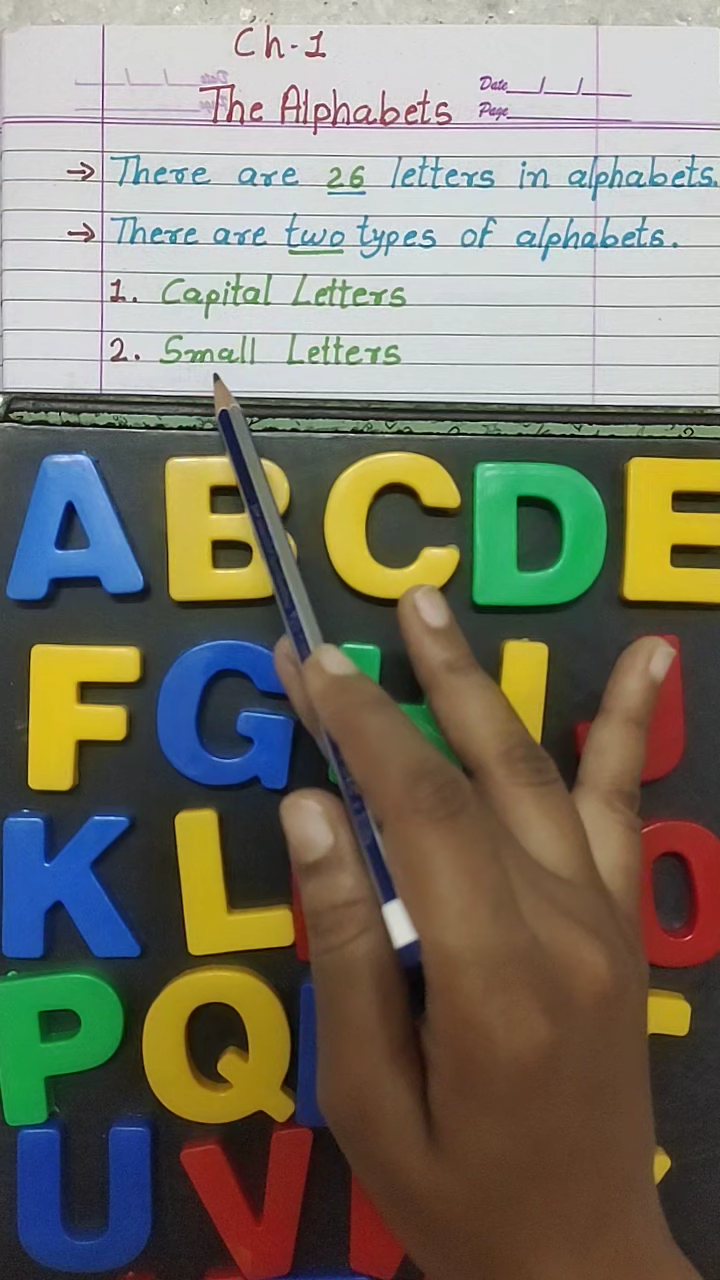 Ch-1
Date
The Alphabets
Page
→ There are 26 letters in alphabets.
→ There are two types of alphabets.
1. Capital Letters
2. Small Letters
A B C D E
F G H I J
K L O
P Q
U V